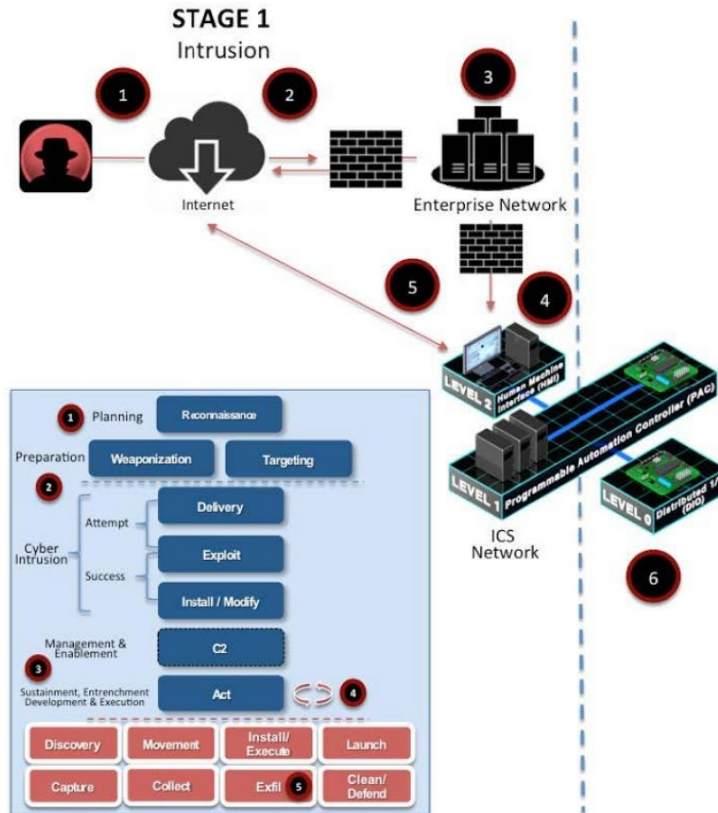 STAGE 1
Intrusion
1
2
3
Internet
Enterprise Network
5
4
LEVEL 2
Human Machine
Interface (HMI)
LEVEL 1
Programmable Automation Controller (PAC)
LEVEL 0
Distributed 1/
(DIO)
ICS
Network
6
1
Planning
Reconnaissance
Preparation
Weaponization
Targeting
2
Delivery
Attempt
Cyber
Intrusion
Exploit
Success
Install / Modify
Management &
Enablement
C2
3
Sustainment, Entrenchment
Development & Execution
Act
4
Discovery
Movement
Install/
Execute
Launch
Capture
Collect
Exfil
5
Clean/
Defend